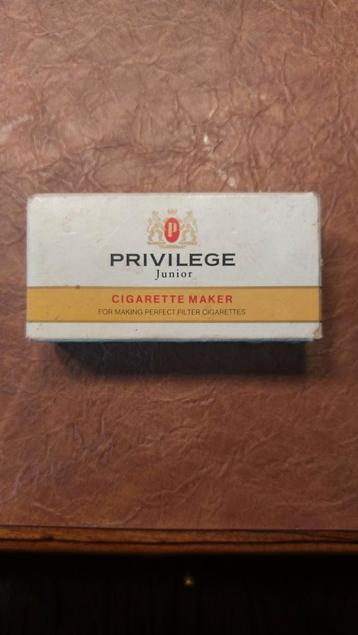 P
PRIVILEGE
Junior
CIGARETTE MAKER
FOR MAKING PERFECT FILTER CIGARETTES